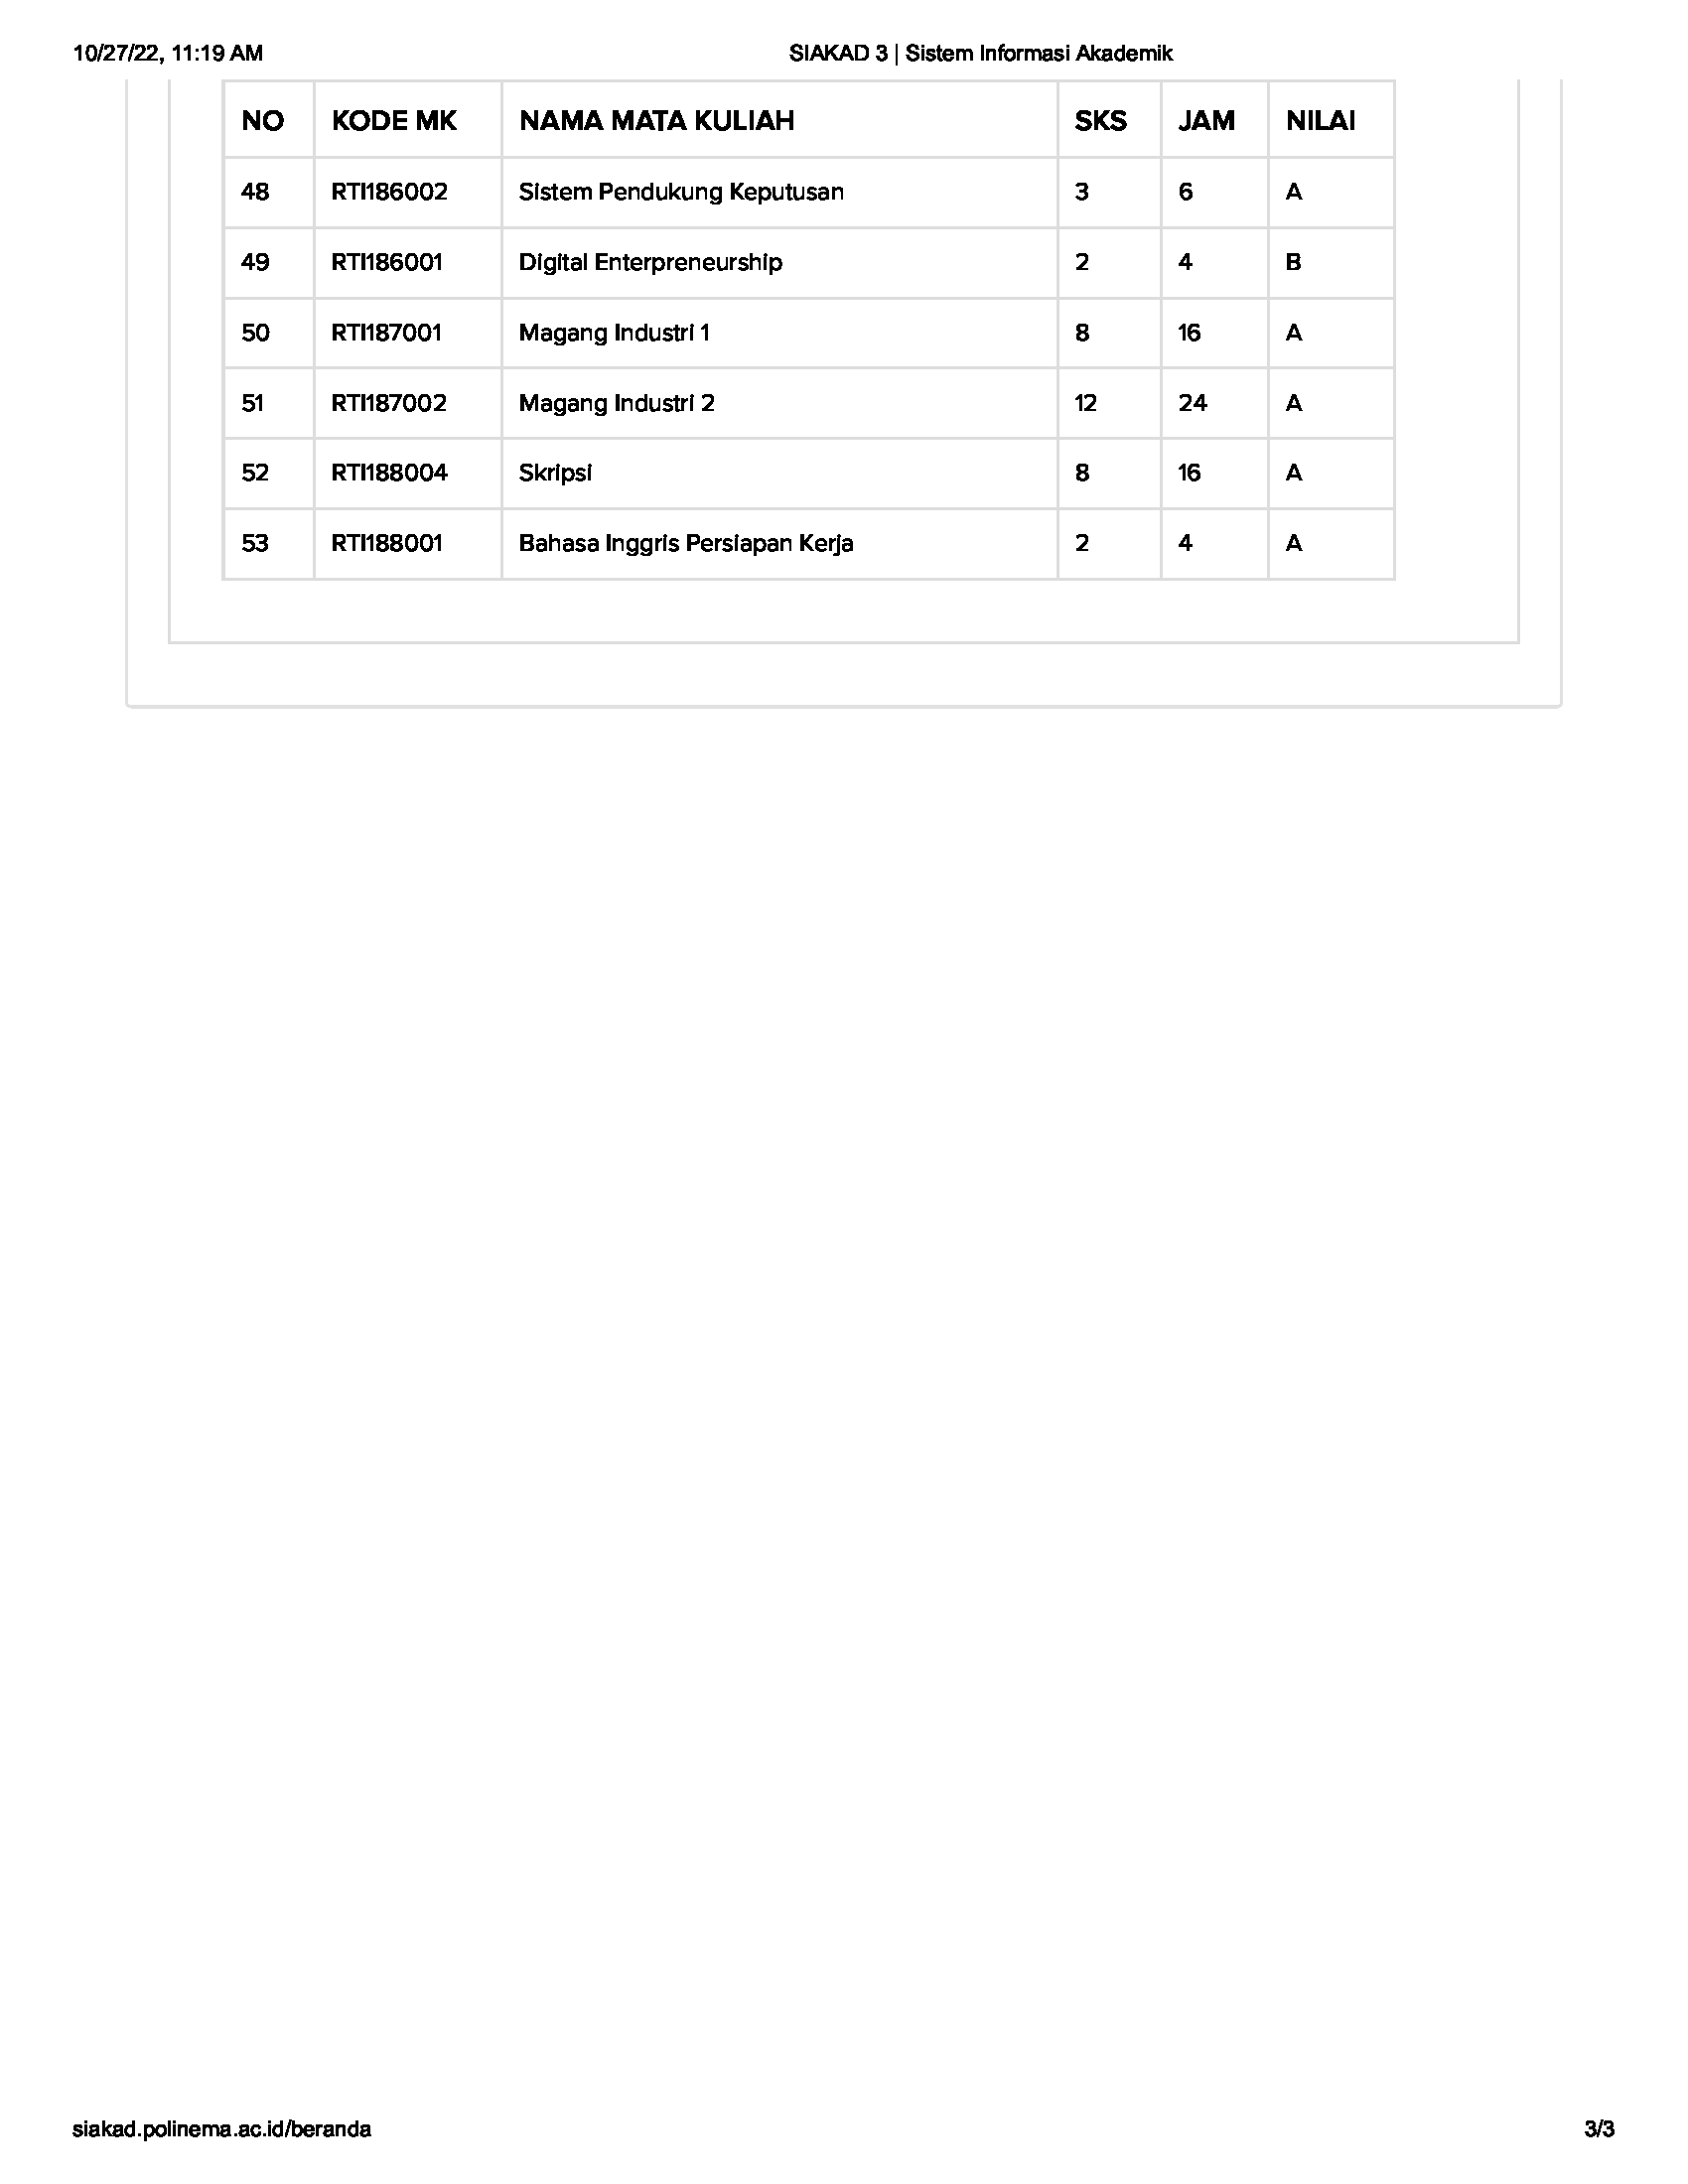 10/27/22, 11:19 AM SIAKAD 3 | Sistem Informasi Akademik
NO KODE MK NAMA MATA KULIAH SKS JAM NILAI
48 RTI186002 Sistem Pendukung Keputusan 3 6 A
49 RTI186001 Digital Enterpreneurship 2 4 B
50 RTI187001 Magang Industri 1 8 16 A
51 RTI187002 Magang Industri 2 12 24 A
52 RTI188004 Skripsi 8 16 A
53 RTI188001 Bahasa Inggris Persiapan Kerja 2 4 A
siakad.polinema.ac.id/beranda 3/3